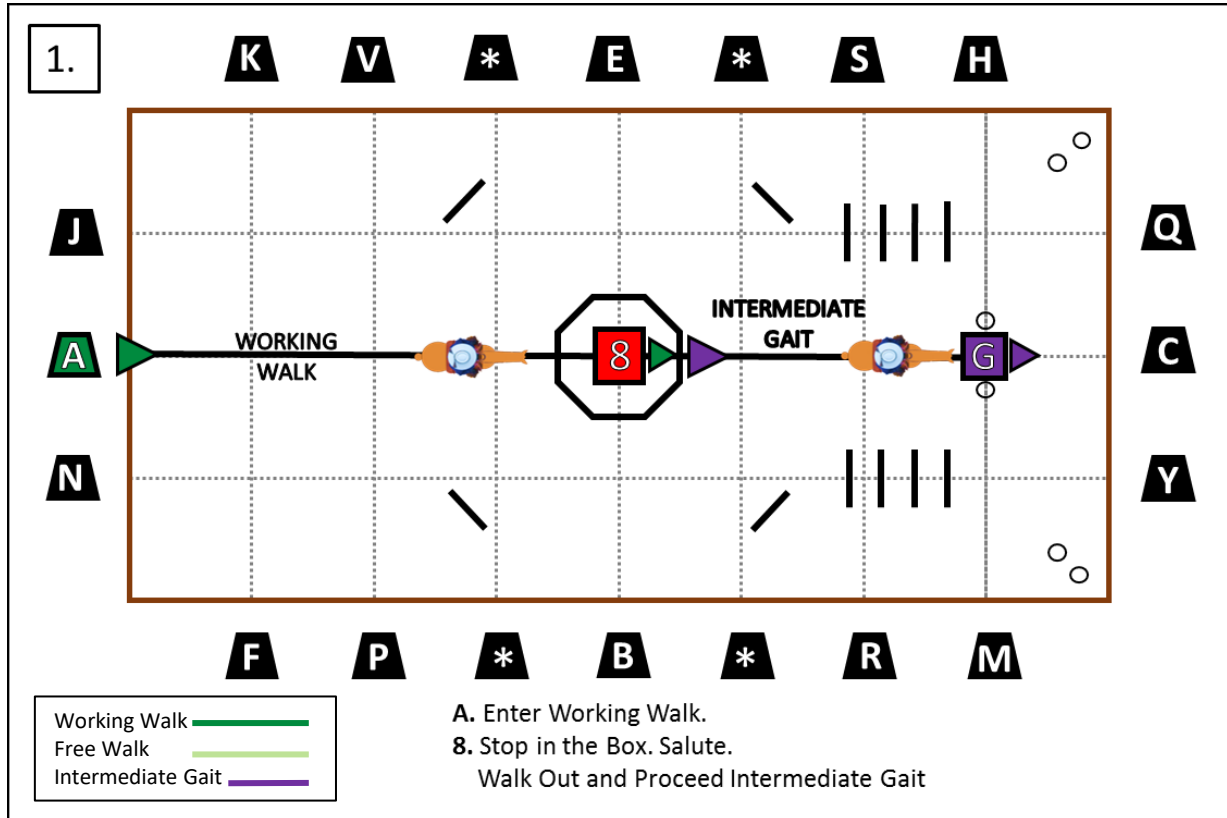 1.
K V * E * S H
J
Q
INTERMEDIATE
GAIT
WORKING
WALK
A 8 G C
N
Y
F P * B * R M
Working Walk
Free Walk
Intermediate Gait
A. Enter Working Walk.
8. Stop in the Box. Salute.
Walk Out and Proceed Intermediate Gait